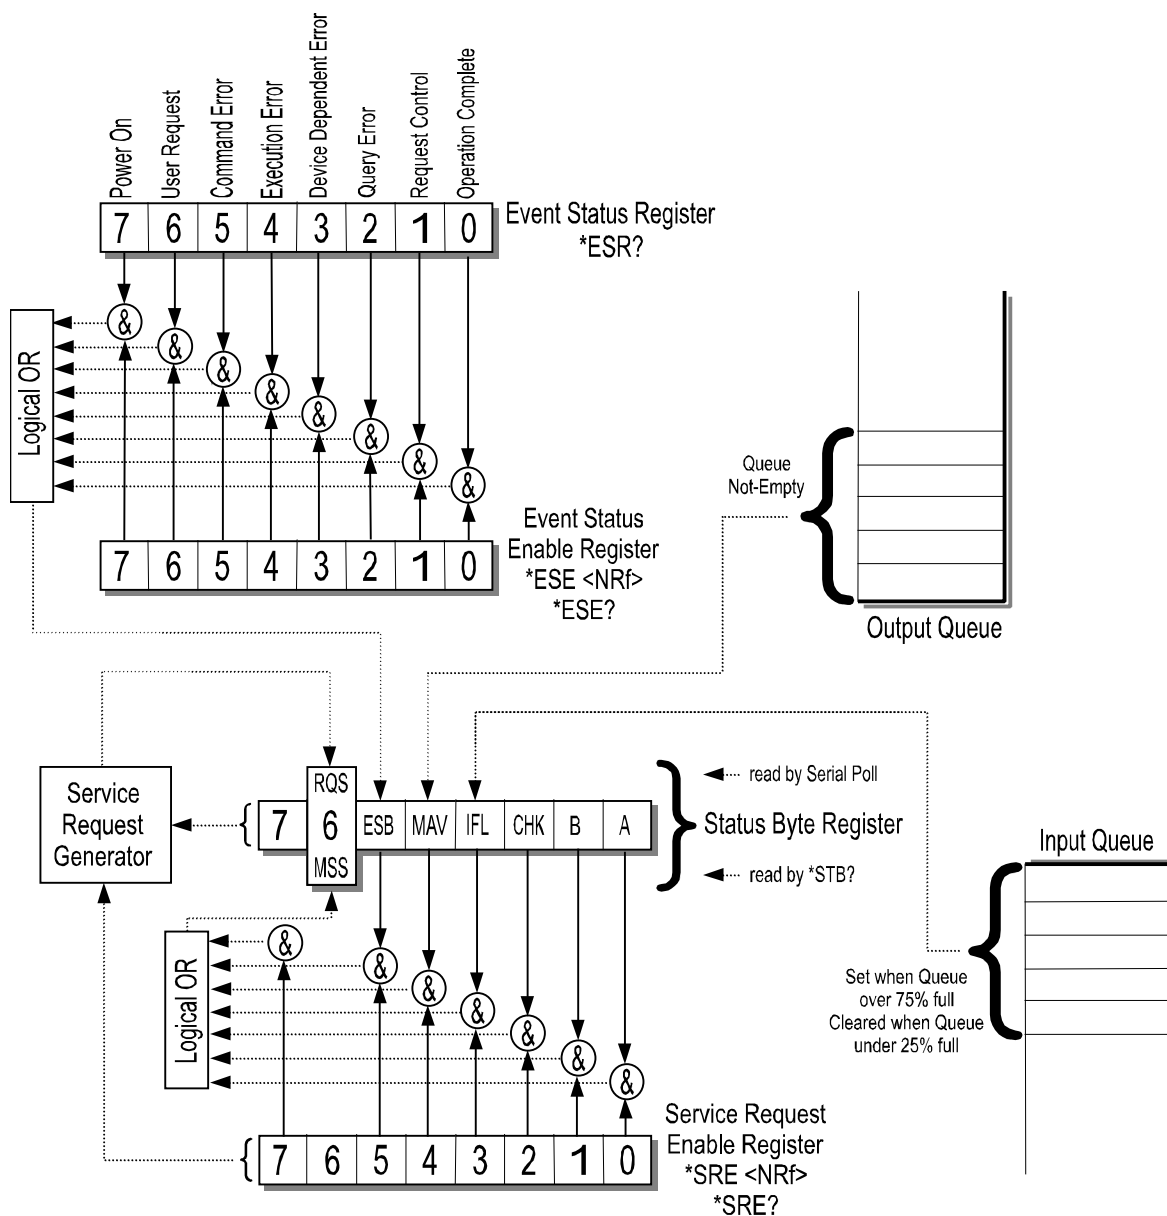 Power On
User Request
Command Error
Execution Error
Device Dependent Error
Query Error
Request Control
Operation Complete
7 6 5 4 3 2 1 0
Event Status Register
*ESR?
& & & & & & & &
Logical OR
Event Status
Enable Register
*ESE <NRf>
*ESE?
7 6 5 4 3 2 1 0
Queue
Not-Empty
Output Queue
Service
Request
Generator
RQS
7 6 ESB MAV IFL CHK B A
MSS
read by Serial Poll
Status Byte Register
read by *STB?
Input Queue
Set when Queue
over 75% full
Cleared when Queue
under 25% full
& & & & & & &
Logical OR
Service Request
Enable Register
*SRE <NRf>
*SRE?
7 6 5 4 3 2 1 0